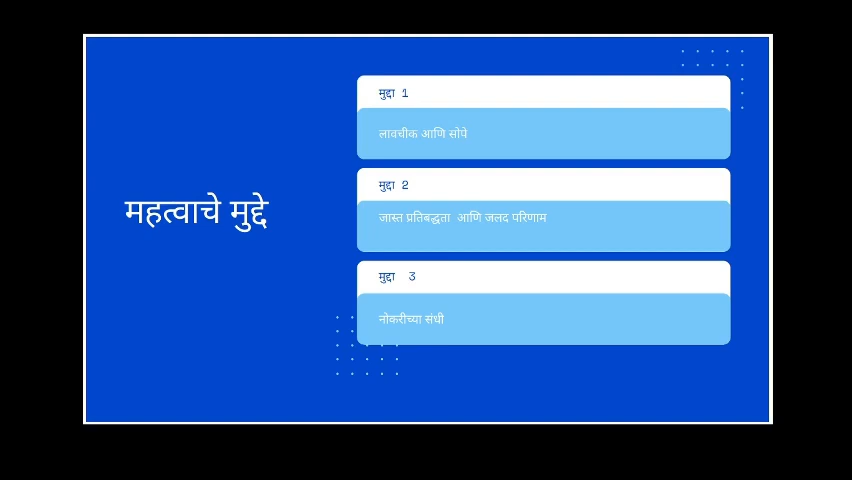 महत्वाचे मुद्दे
मुद्दा 1
लावचीक आणि सोपे
मुद्दा 2
जास्त प्रतिबद्धता आणि जलद परिणाम
मुद्दा 3
नोकरीच्या संधी